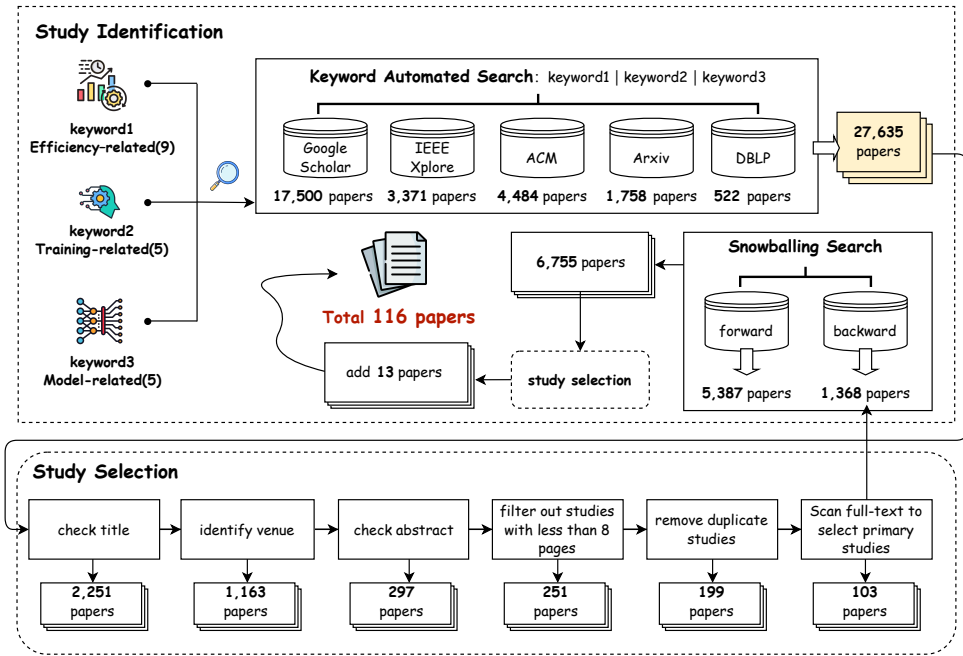 Study Identification
keyword1
Efficiency-related(9)
keyword2
Training-related(5)
keyword3
Model-related(5)
Keyword Automated Search: keyword1 | keyword2 | keyword3
Google
Scholar
IEEE
Xplore
ACM
Arxiv
DBLP
17,500 papers
3,371 papers
4,484 papers
1,758 papers
522 papers
27,635
papers
Snowballing Search
forward
backward
5,387 papers
1,368 papers
6,755 papers
study selection
add 13 papers
Total 116 papers
Study Selection
check title
2,251
papers
identify venue
1,163
papers
check abstract
297
papers
filter out studies
with less than 8
pages
251
papers
remove duplicate
studies
199
papers
Scan full-text to
select primary
studies
103
papers